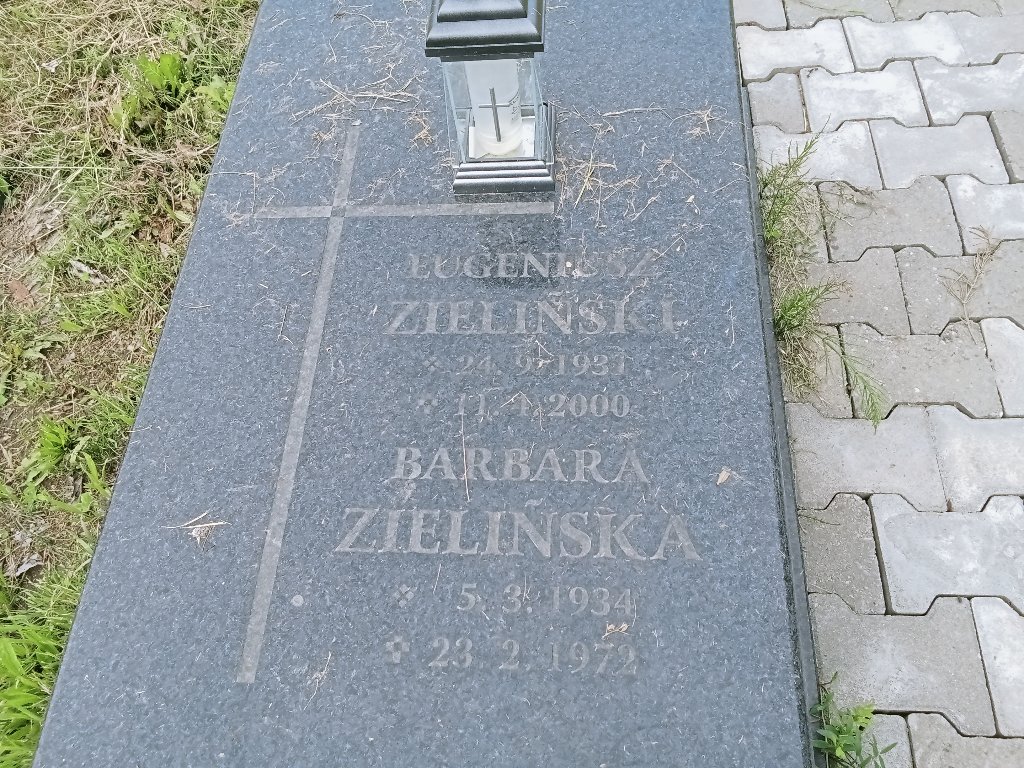 EUGENIUSZ
ZIELIŃSKI
* 24. 9. 1931
✝ 11. 4. 2000
BARBARA
ZIELIŃSKA
* 5. 3. 1934
✝ 23. 2. 1972